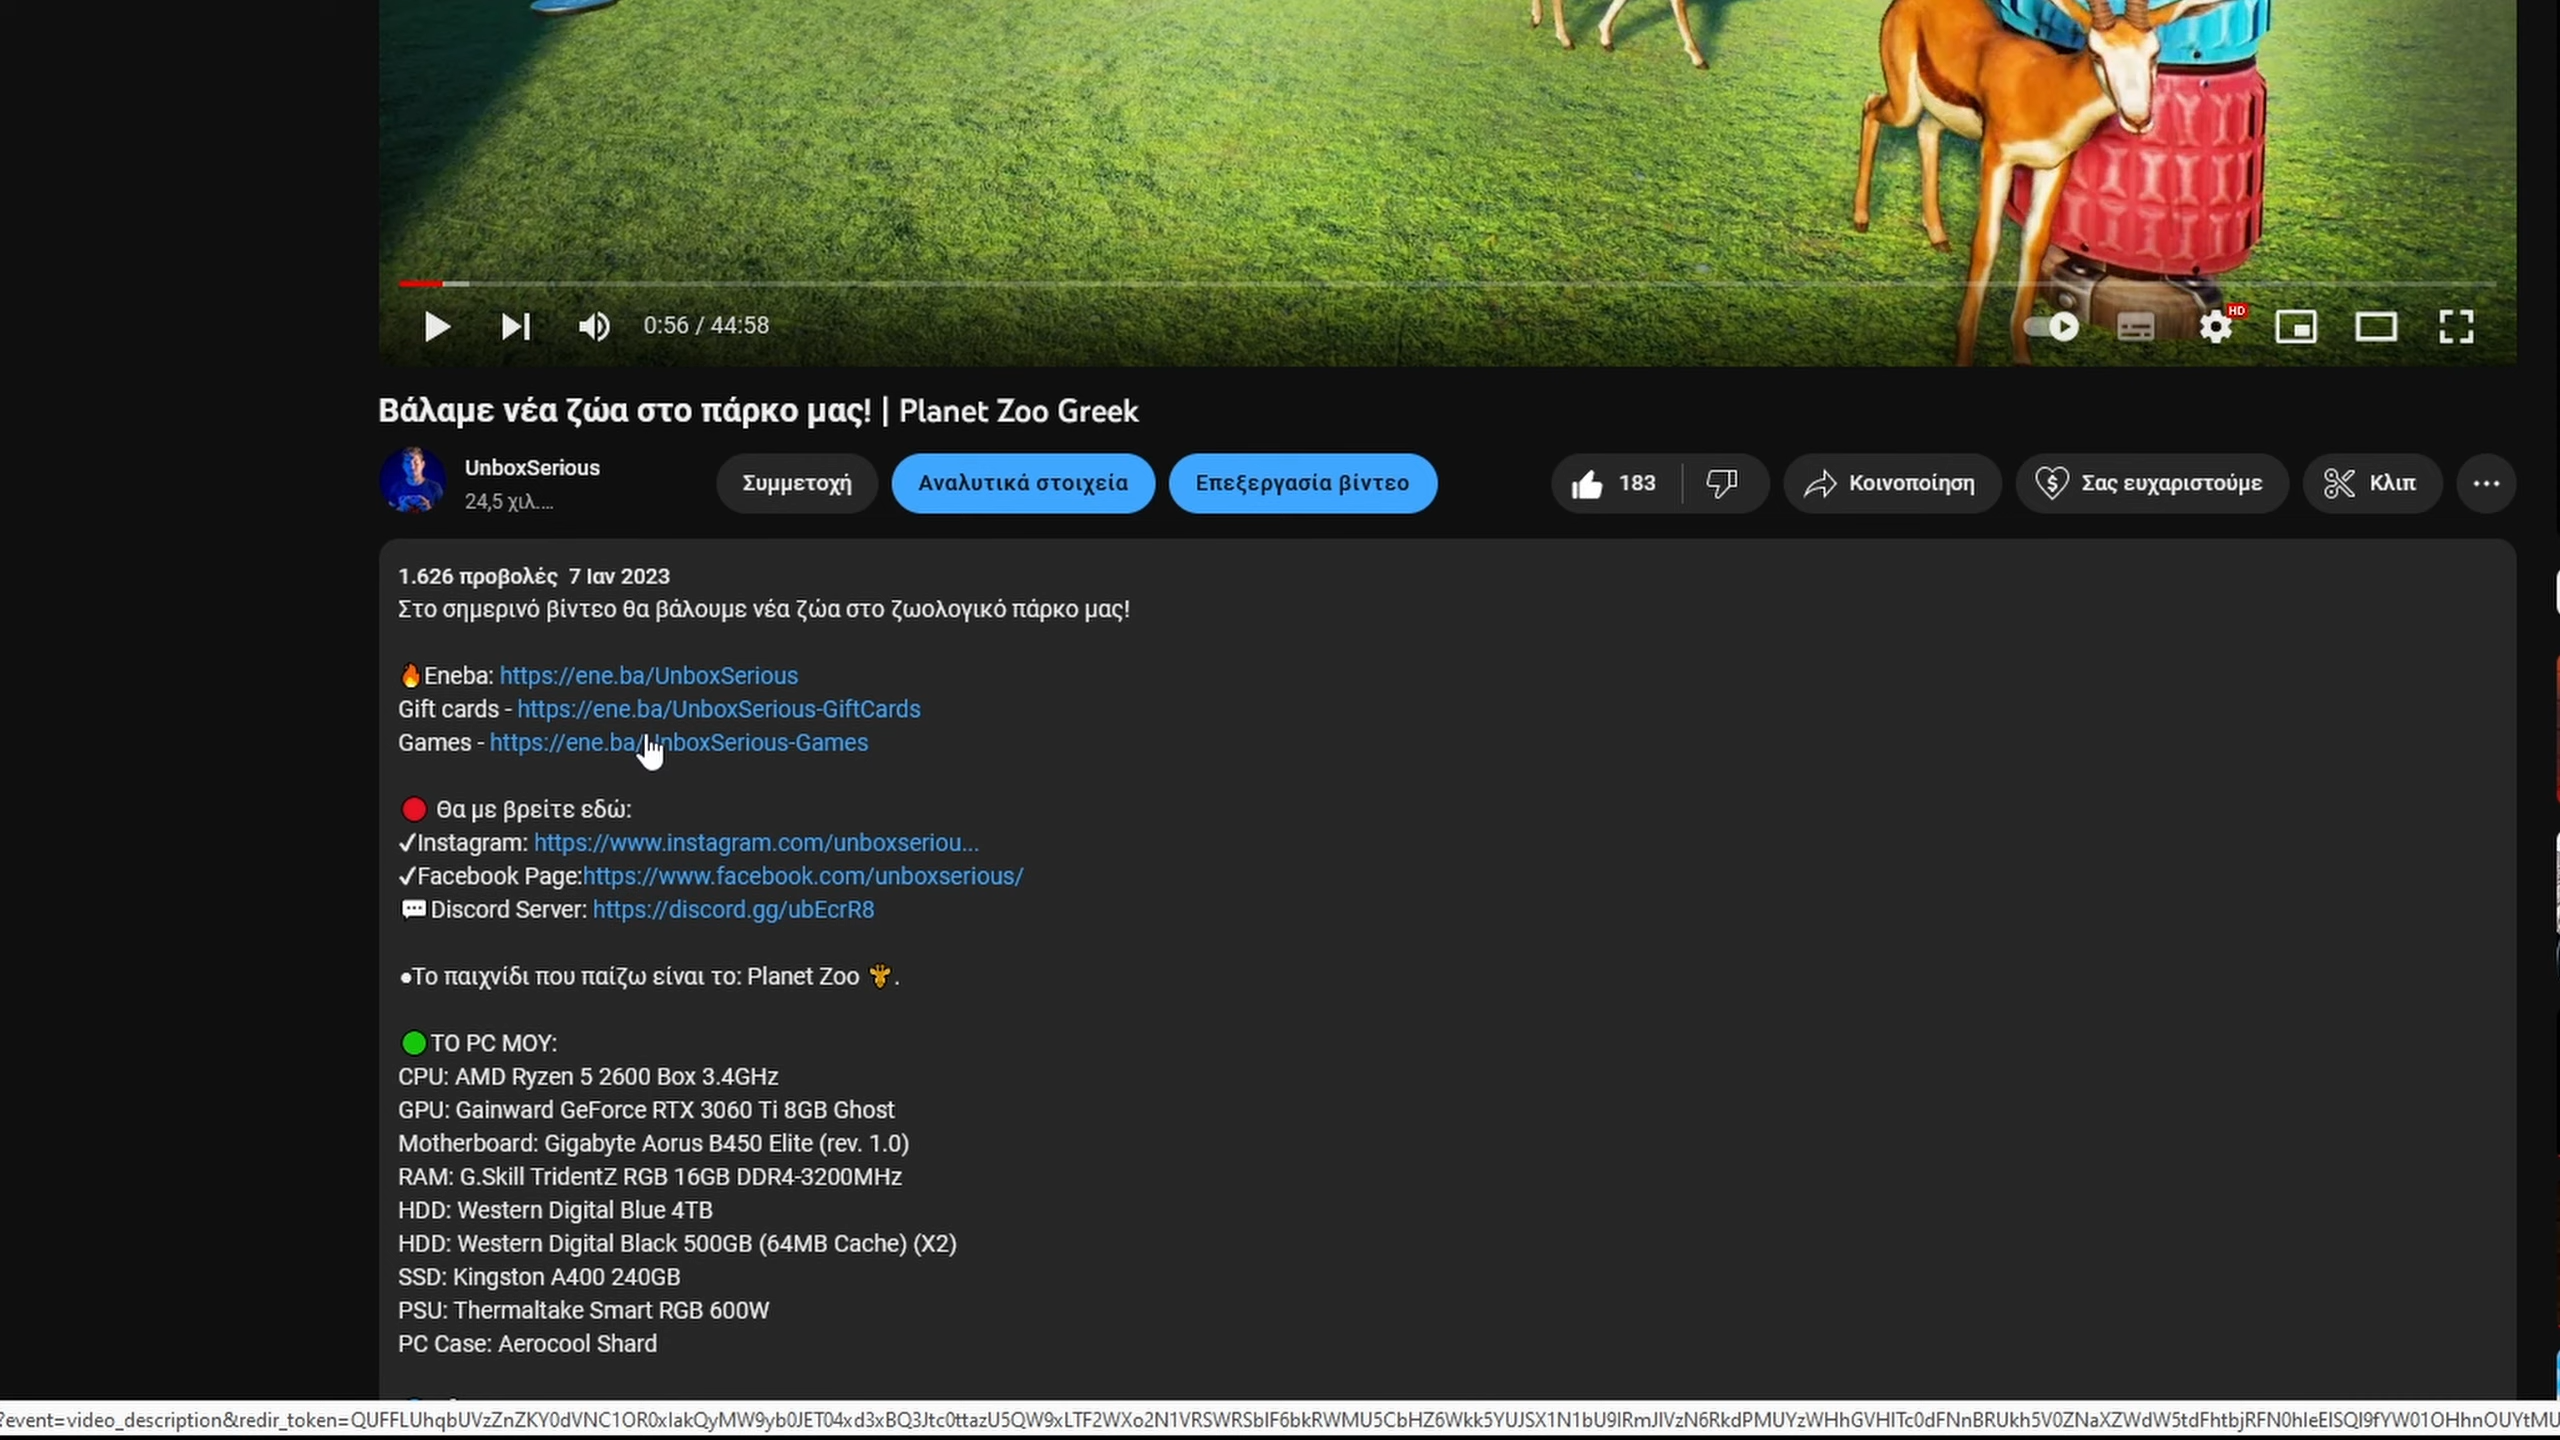 HD
0:56 / 44:58
Βάλαμε νέα ζώα στο πάρκο μας! | Planet Zoo Greek
UnboxSerious
24,5 χιλ....
Συμμετοχή
Αναλυτικά στοιχεία
Επεξεργασία βίντεο
183
Κοινοποίηση
Σας ευχαριστούμε
Κλιπ
1.626 προβολές 7 Ιαν 2023
Στο σημερινό βίντεο θα βάλουμε νέα ζώα στο ζωολογικό πάρκο μας!
🔥Eneba: https://ene.ba/UnboxSerious
Gift cards - https://ene.ba/UnboxSerious-GiftCards
Games - https://ene.ba/UnboxSerious-Games
🔴 Θα με βρείτε εδώ:
✓Instagram: https://www.instagram.com/unboxseriou...
✓Facebook Page:https://www.facebook.com/unboxserious/
💬Discord Server: https://discord.gg/ubEcrR8
●Το παιχνίδι που παίζω είναι το: Planet Zoo 🦒.
🟢ΤΟ PC ΜΟΥ:
CPU: AMD Ryzen 5 2600 Box 3.4GHz
GPU: Gainward GeForce RTX 3060 Ti 8GB Ghost
Motherboard: Gigabyte Aorus B450 Elite (rev. 1.0)
RAM: G.Skill TridentZ RGB 16GB DDR4-3200MHz
HDD: Western Digital Blue 4TB
HDD: Western Digital Black 500GB (64MB Cache) (X2)
SSD: Kingston A400 240GB
PSU: Thermaltake Smart RGB 600W
PC Case: Aerocool Shard